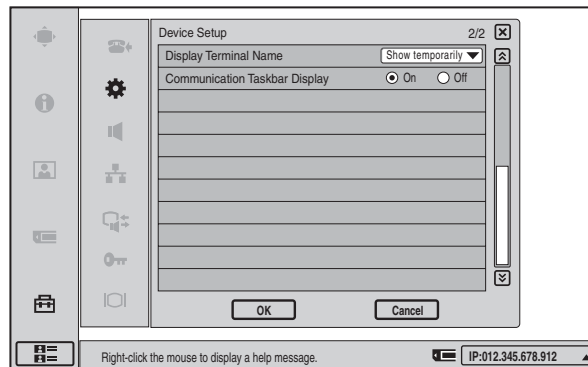 Device Setup 2/2
Display Terminal Name Show temporarily
Communication Taskbar Display On Off
OK Cancel
Right-click the mouse to display a help message. IP:012.345.678.912